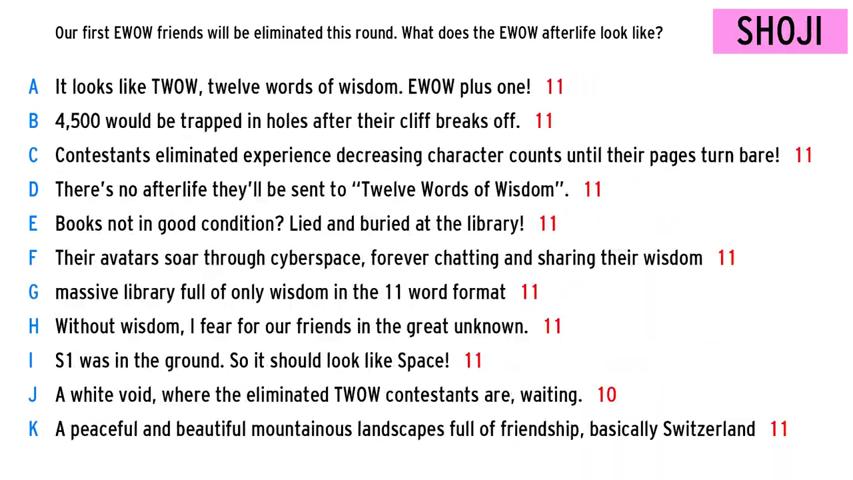 Our first EWOW friends will be eliminated this round. What does the EWOW afterlife look like?
SHOJI
A It looks like TWOW, twelve words of wisdom. EWOW plus one! 11
B 4,500 would be trapped in holes after their cliff breaks off. 11
C Contestants eliminated experience decreasing character counts until their pages turn bare! 11
D There's no afterlife they'll be sent to “Twelve Words of Wisdom”. 11
E Books not in good condition? Lied and buried at the library! 11
F Their avatars soar through cyberspace, forever chatting and sharing their wisdom 11
G massive library full of only wisdom in the 11 word format 11
H Without wisdom, I fear for our friends in the great unknown. 11
I S1 was in the ground. So it should look like Space! 11
J A white void, where the eliminated TWOW contestants are, waiting. 10
K A peaceful and beautiful mountainous landscapes full of friendship, basically Switzerland 11